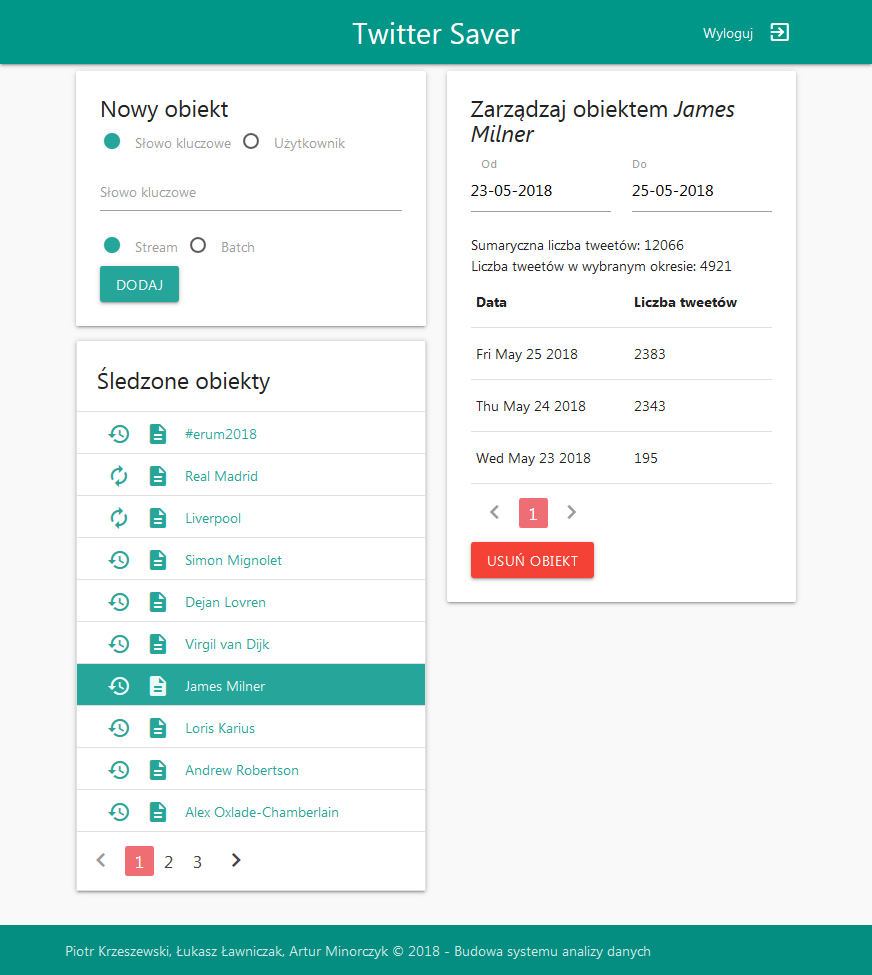 Twitter Saver
Wyloguj
Nowy obiekt
Słowo kluczowe Użytkownik
Słowo kluczowe
Stream Batch
DODAJ
Śledzone obiekty
#erum2018
Real Madrid
Liverpool
Simon Mignolet
Dejan Lovren
Virgil van Dijk
James Milner
Loris Karius
Andrew Robertson
Alex Oxlade-Chamberlain
1 2 3
Zarządzaj obiektem James
Milner
Od Do
23-05-2018 25-05-2018
Sumaryczna liczba tweetów: 12066
Liczba tweetów w wybranym okresie: 4921
Data Liczba tweetów
Fri May 25 2018 2383
Thu May 24 2018 2343
Wed May 23 2018 195
1
USUŃ OBIEKT
Piotr Krzeszewski, Łukasz Ławniczak, Artur Minorczyk © 2018 - Budowa systemu analizy danych